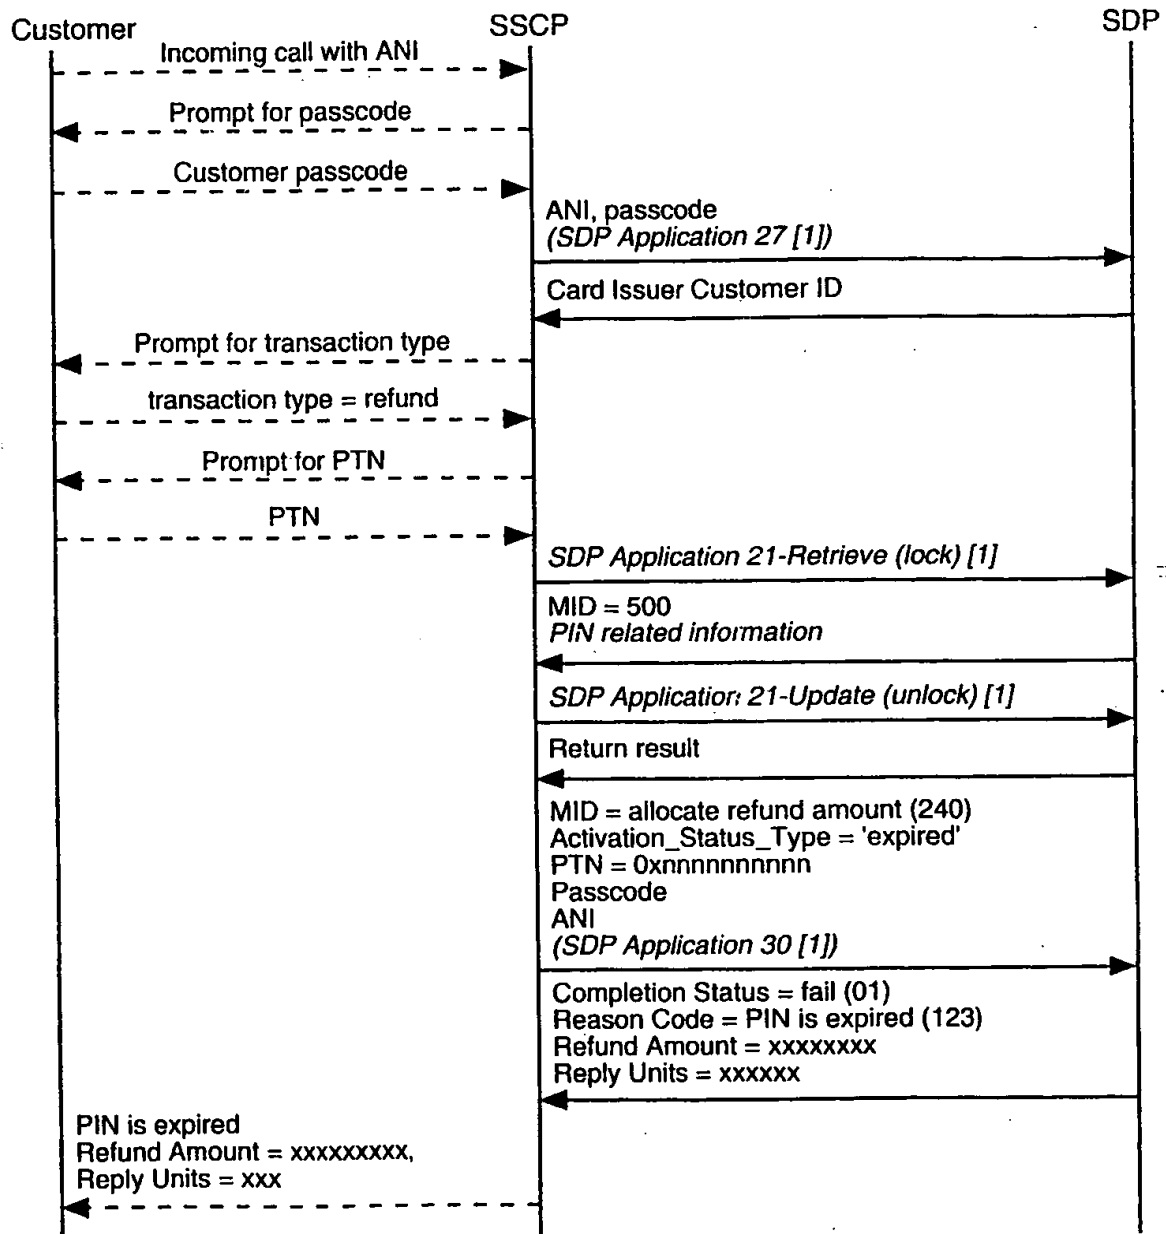 Customer
SSCP
SDP
Incoming call with ANI
Prompt for passcode
Customer passcode
ANI, passcode
(SDP Application 27 [1])
Card Issuer Customer ID
Prompt for transaction type
transaction type = refund
Prompt for PTN
PTN
SDP Application 21-Retrieve (lock) [1]
MID = 500
PIN related information
SDP Application 21-Update (unlock) [1]
Return result
MID = allocate refund amount (240)
Activation_Status_Type = 'expired'
PTN = 0xnnnnnnnnnnn
Passcode
ANI
(SDP Application 30 [1])
Completion Status = fail (01)
Reason Code = PIN is expired (123)
Refund Amount = xxxxxxxx
Reply Units = xxxxxx
PIN is expired
Refund Amount = xxxxxxxxx,
Reply Units = xxx